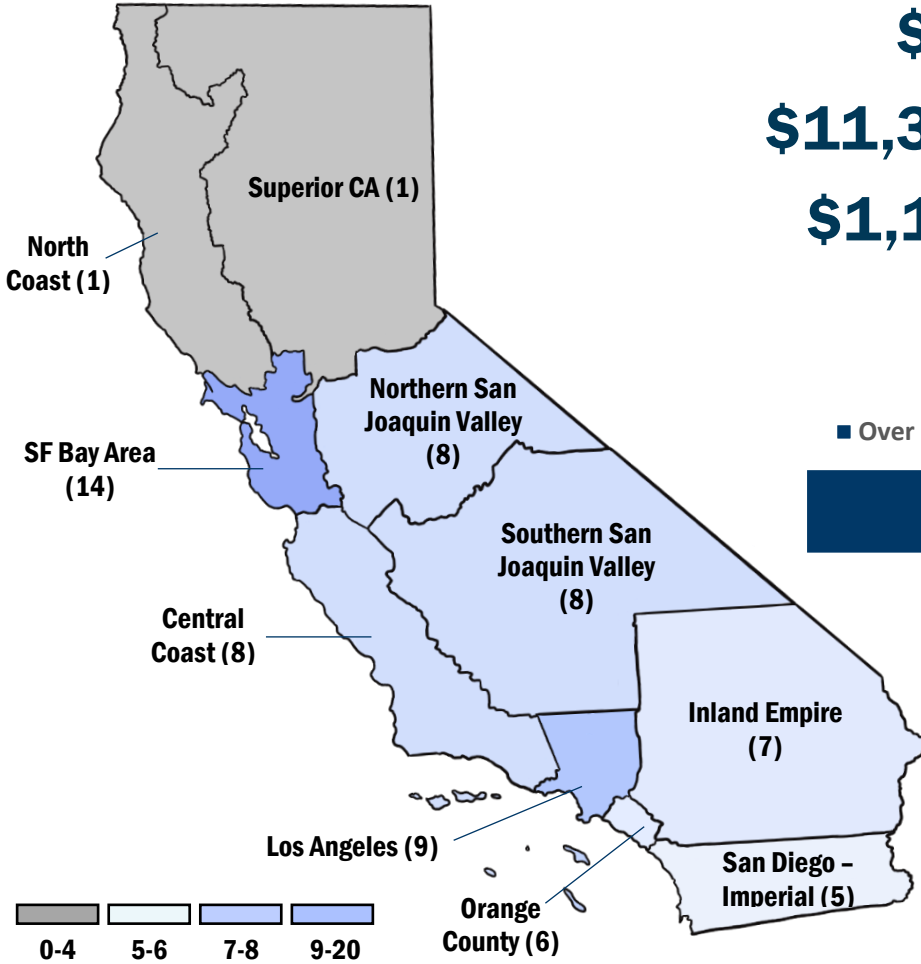 $
$11,3
$1,1
Superior CA (1)
North
Coast (1)
Northern San
Joaquin Valley
(8)
■ Over
SF Bay Area
(14)
Southern San
Joaquin Valley
(8)
Central
Coast (8)
Inland Empire
(7)
Los Angeles (9)
San Diego –
Imperial (5)
Orange
County (6)
0-4 5-6 7-8 9-20